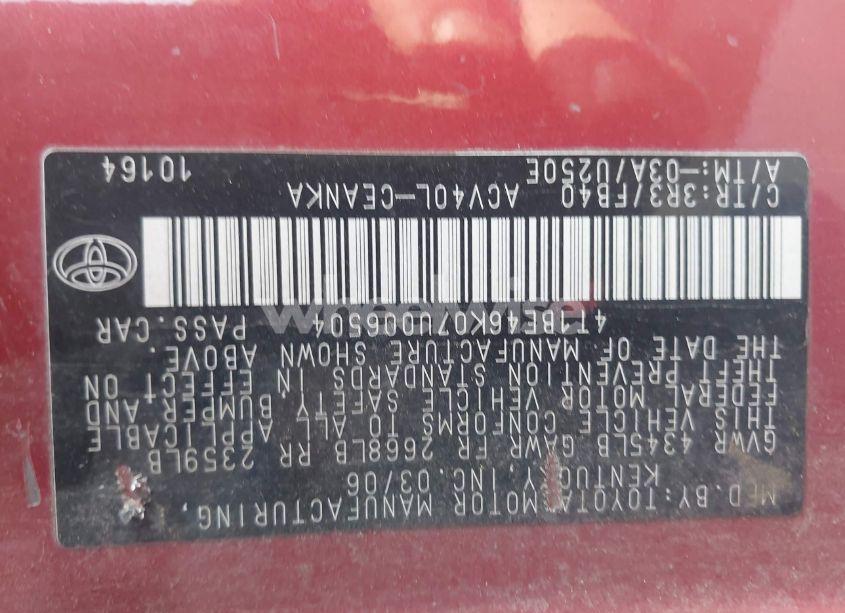 MFD. BY: TOYOTA MOTOR MANUFACTURING,
KENTUCKY, INC. 03/06
GVWR 4345LB GAWR FR 2668LB RR 2359LB
THIS VEHICLE CONFORMS TO ALL APPLICABLE
FEDERAL MOTOR VEHICLE SAFETY, BUMPER, AND
THEFT PREVENTION STANDARDS IN EFFECT ON
THE DATE OF MANUFACTURE SHOWN ABOVE.
4T1BE46K07U006504 PASS. CAR
wheelwise
C/TR: 3R3/FB40 ACV40L-CEANKA
A/TM:-03A/U250E 10164